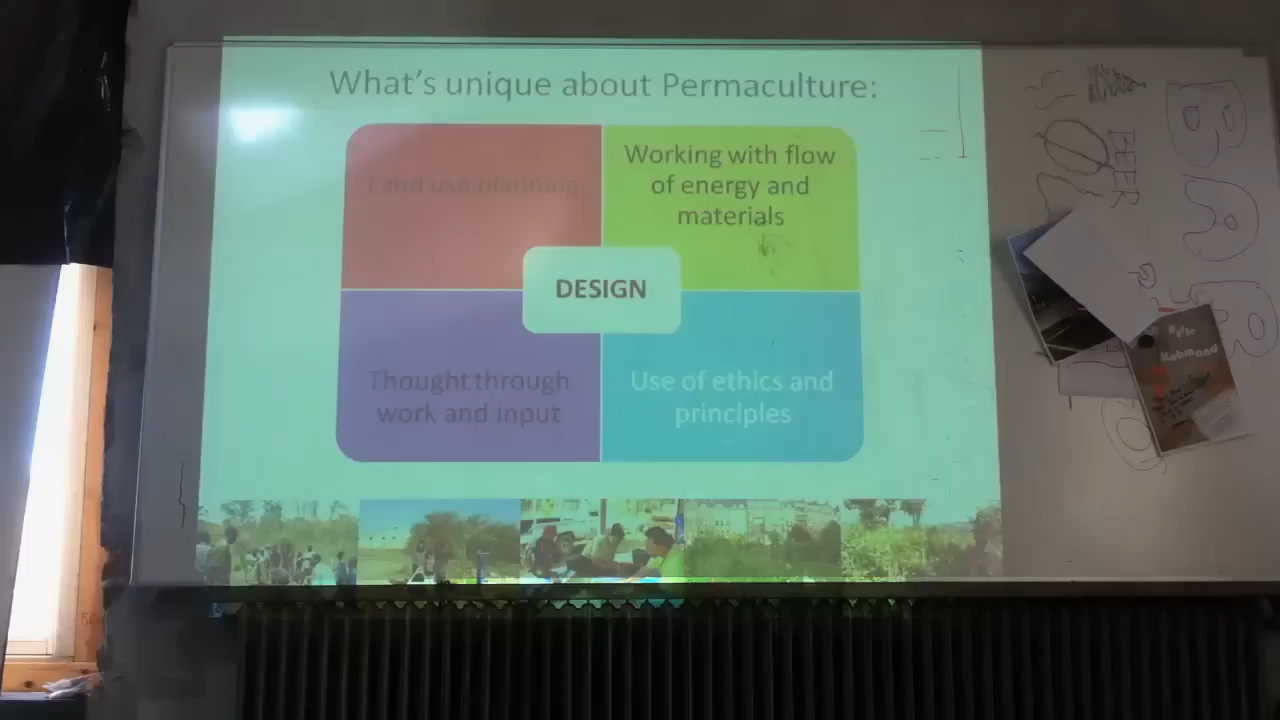 What's unique about Permaculture:
Land use planning
Working with flow
of energy and
materials
DESIGN
Thought through
work and input
Use of ethics and
principles
BEER
BAR